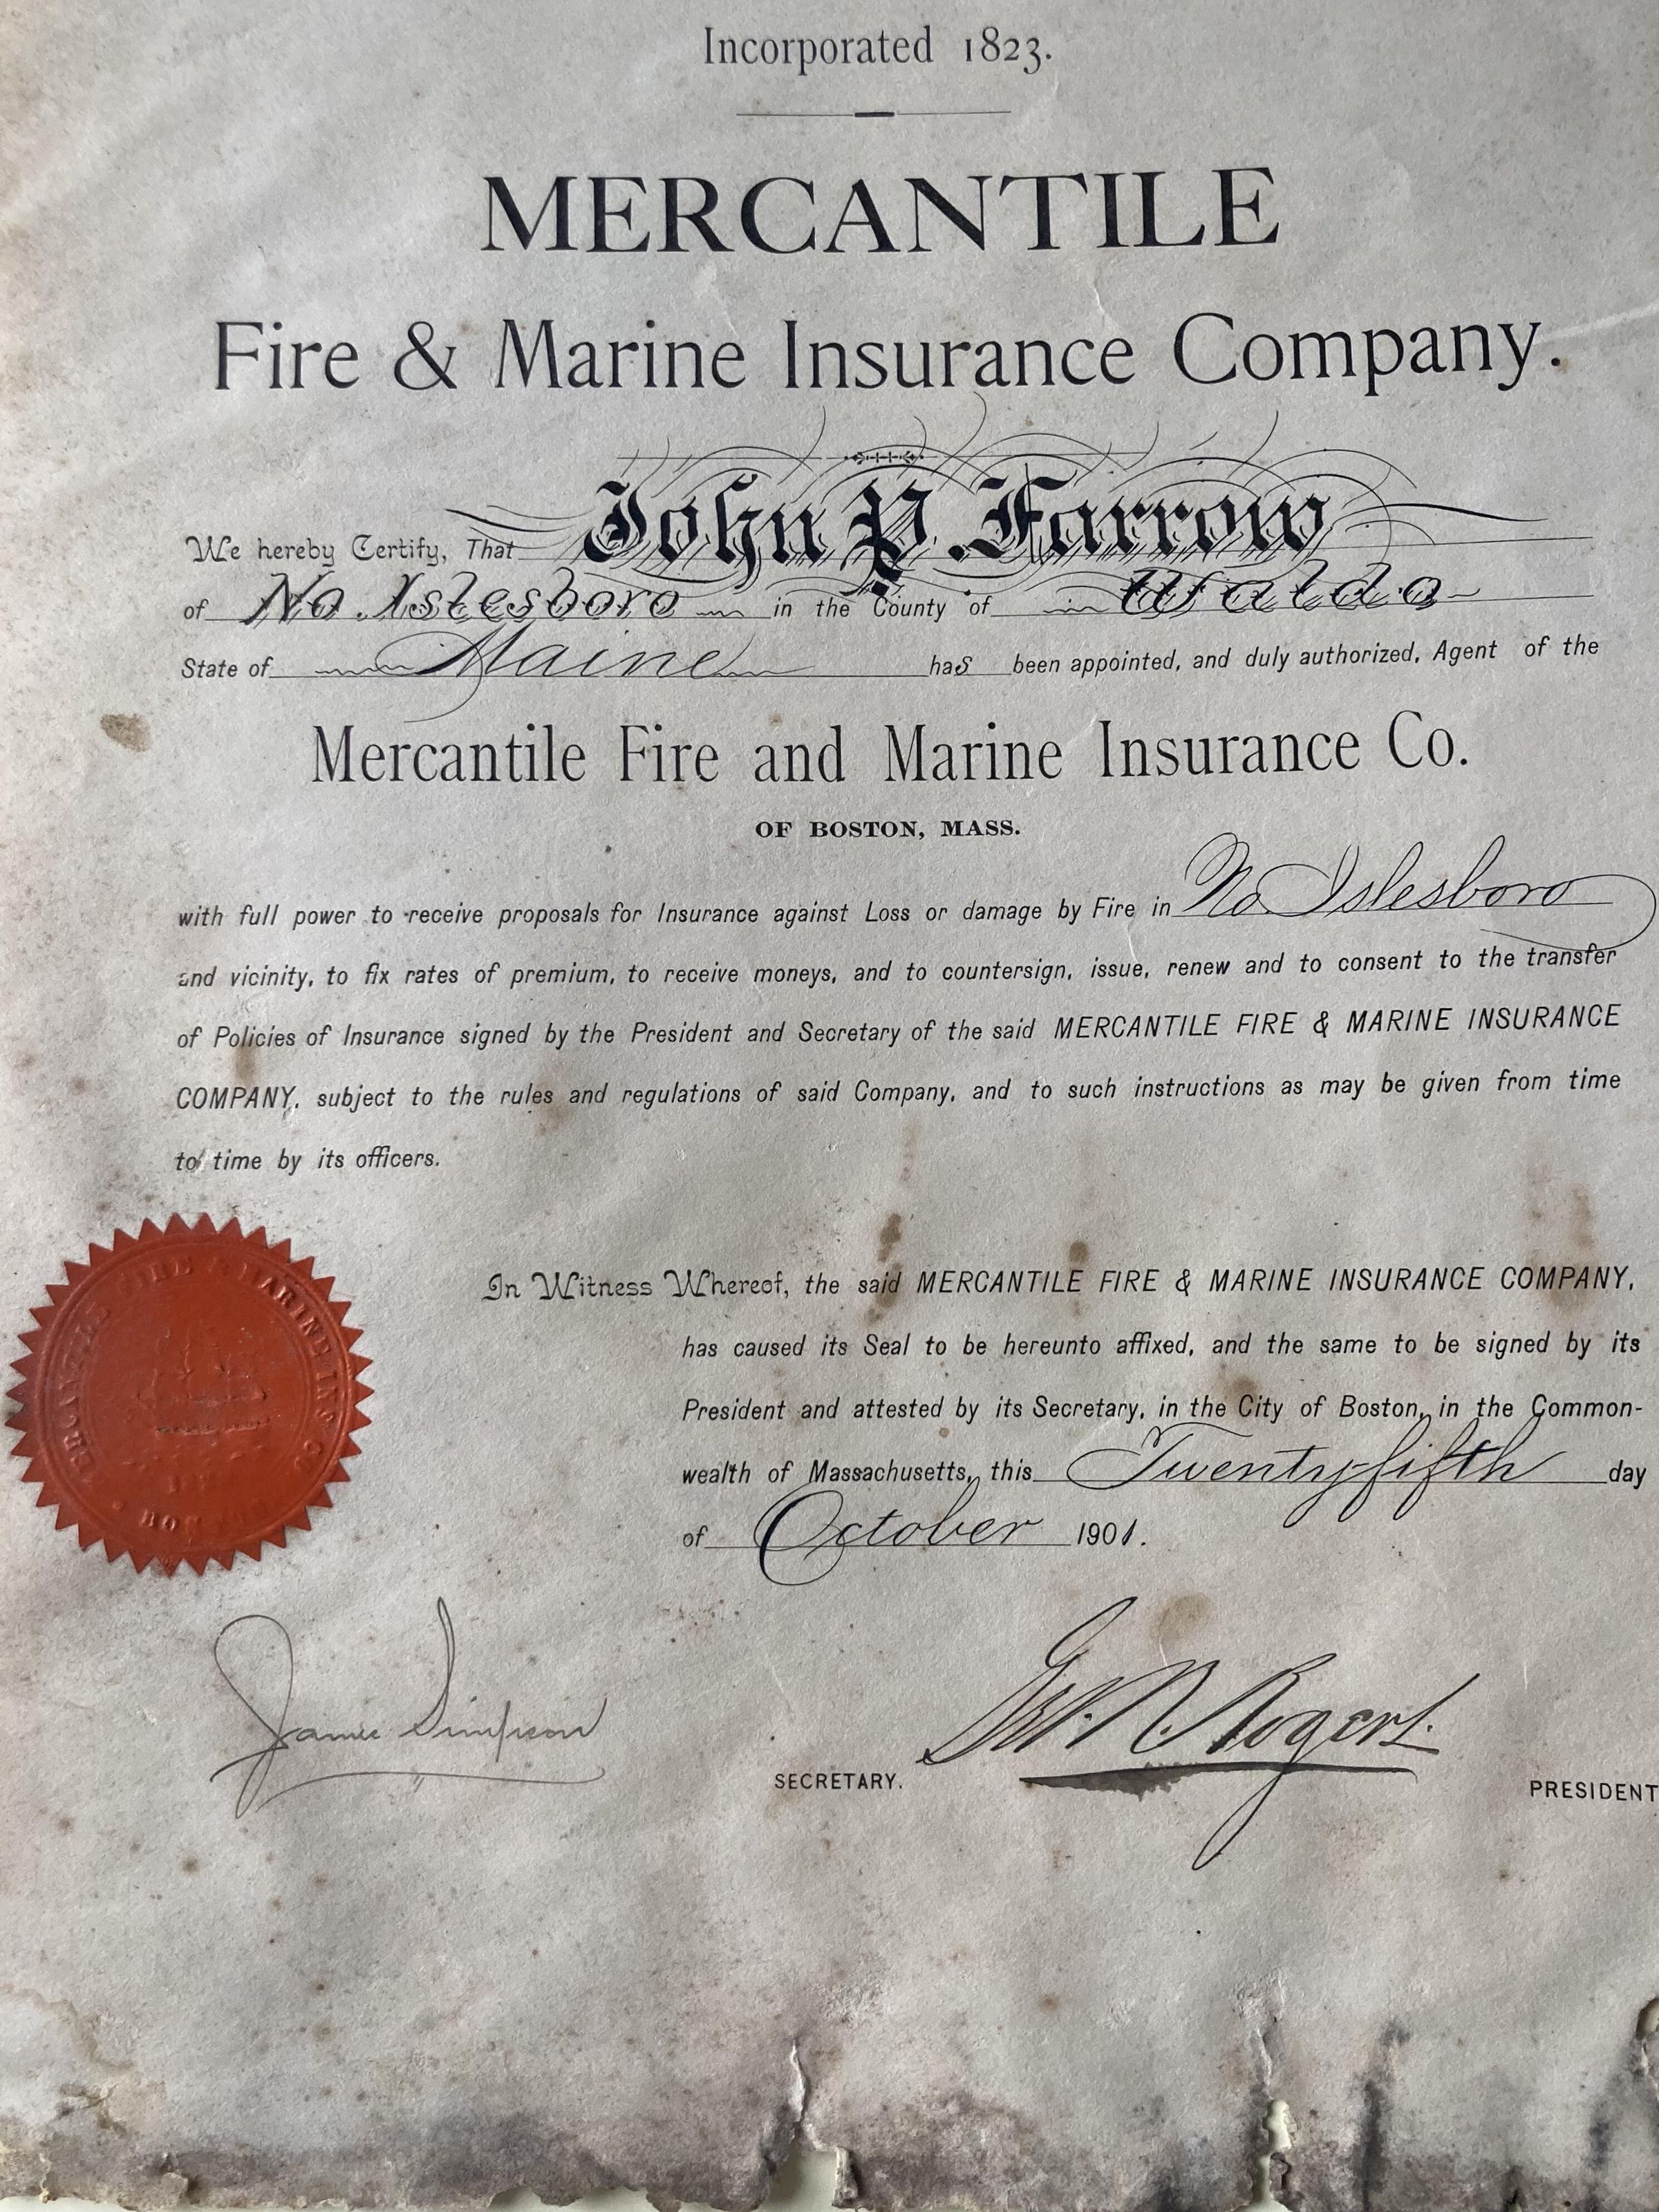 Incorporated 1823.
MERCANTILE
Fire & Marine Insurance Company.
We hereby Certify, That John P. Farrow
of No. Islesboro in the County of Waldo
State of Maine has been appointed, and duly authorized, Agent of the
Mercantile Fire and Marine Insurance Co.
OF BOSTON, MASS.
with full power to receive proposals for Insurance against Loss or damage by Fire in No. Islesboro
and vicinity, to fix rates of premium, to receive moneys, and to countersign, issue, renew and to consent to the transfer
of Policies of Insurance signed by the President and Secretary of the said MERCANTILE FIRE & MARINE INSURANCE
COMPANY, subject to the rules and regulations of said Company, and to such instructions as may be given from time
to time by its officers.
In Witness Whereof, the said MERCANTILE FIRE & MARINE INSURANCE COMPANY,
has caused its Seal to be hereunto affixed, and the same to be signed by its
President and attested by its Secretary, in the City of Boston, in the Common-
wealth of Massachusetts, this Twenty-fifth day
of October 1901.
MERCANTILE FIRE & MARINE INS. CO.
Simpson SECRETARY. Rogers PRESIDENT